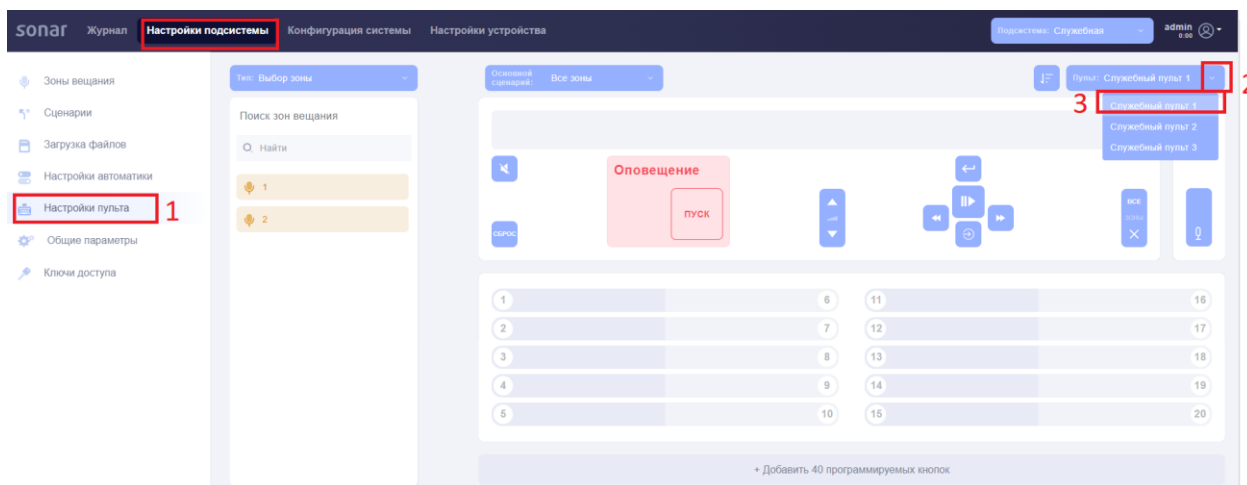 sonar Журнал Настройки подсистемы Конфигурация системы Настройки устройства Подсистема: Служебная admin 0:00
Зоны вещания
Сценарии
Загрузка файлов
Настройки автоматики
Настройки пульта 1
Общие параметры
Ключи доступа
Тип: Выбор зоны
Поиск зон вещания
Найти
1
2
Основной сценарий: Все зоны
Пульт: Служебный пульт 1 2
3 Служебный пульт 1
Служебный пульт 2
Служебный пульт 3
Оповещение
ПУСК
СБРОС
ВСЕ
ЗОНЫ
1 6 11 16
2 7 12 17
3 8 13 18
4 9 14 19
5 10 15 20
+ Добавить 40 программируемых кнопок